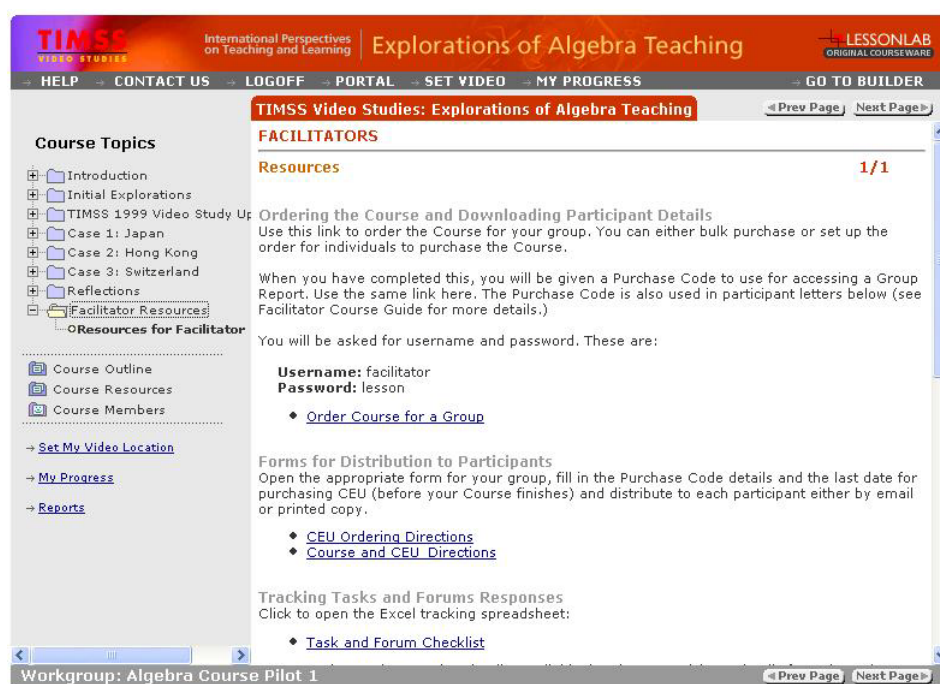 TIMSS
VIDEO STUDIES
International Perspectives
on Teaching and Learning
Explorations of Algebra Teaching
LESSONLAB
ORIGINAL COURSEWARE
→ HELP → CONTACT US → LOGOFF → PORTAL → SET VIDEO → MY PROGRESS → GO TO BUILDER
TIMSS Video Studies: Explorations of Algebra Teaching
Prev Page Next Page
Course Topics
Introduction
Initial Explorations
TIMSS 1999 Video Study Up
Case 1: Japan
Case 2: Hong Kong
Case 3: Switzerland
Reflections
Facilitator Resources
Resources for Facilitator
Course Outline
Course Resources
Course Members
→ Set My Video Location
→ My Progress
→ Reports
FACILITATORS
Resources 1/1
Ordering the Course and Downloading Participant Details
Use this link to order the Course for your group. You can either bulk purchase or set up the
order for individuals to purchase the Course.
When you have completed this, you will be given a Purchase Code to use for accessing a Group
Report. Use the same link here. The Purchase Code is also used in participant letters below (see
Facilitator Course Guide for more details.)
You will be asked for username and password. These are:
Username: facilitator
Password: lesson
• Order Course for a Group
Forms for Distribution to Participants
Open the appropriate form for your group, fill in the Purchase Code details and the last date for
purchasing CEU (before your Course finishes) and distribute to each participant either by email
or printed copy.
• CEU Ordering Directions
• Course and CEU Directions
Tracking Tasks and Forums Responses
Click to open the Excel tracking spreadsheet:
• Task and Forum Checklist
Workgroup: Algebra Course Pilot 1
Prev Page Next Page